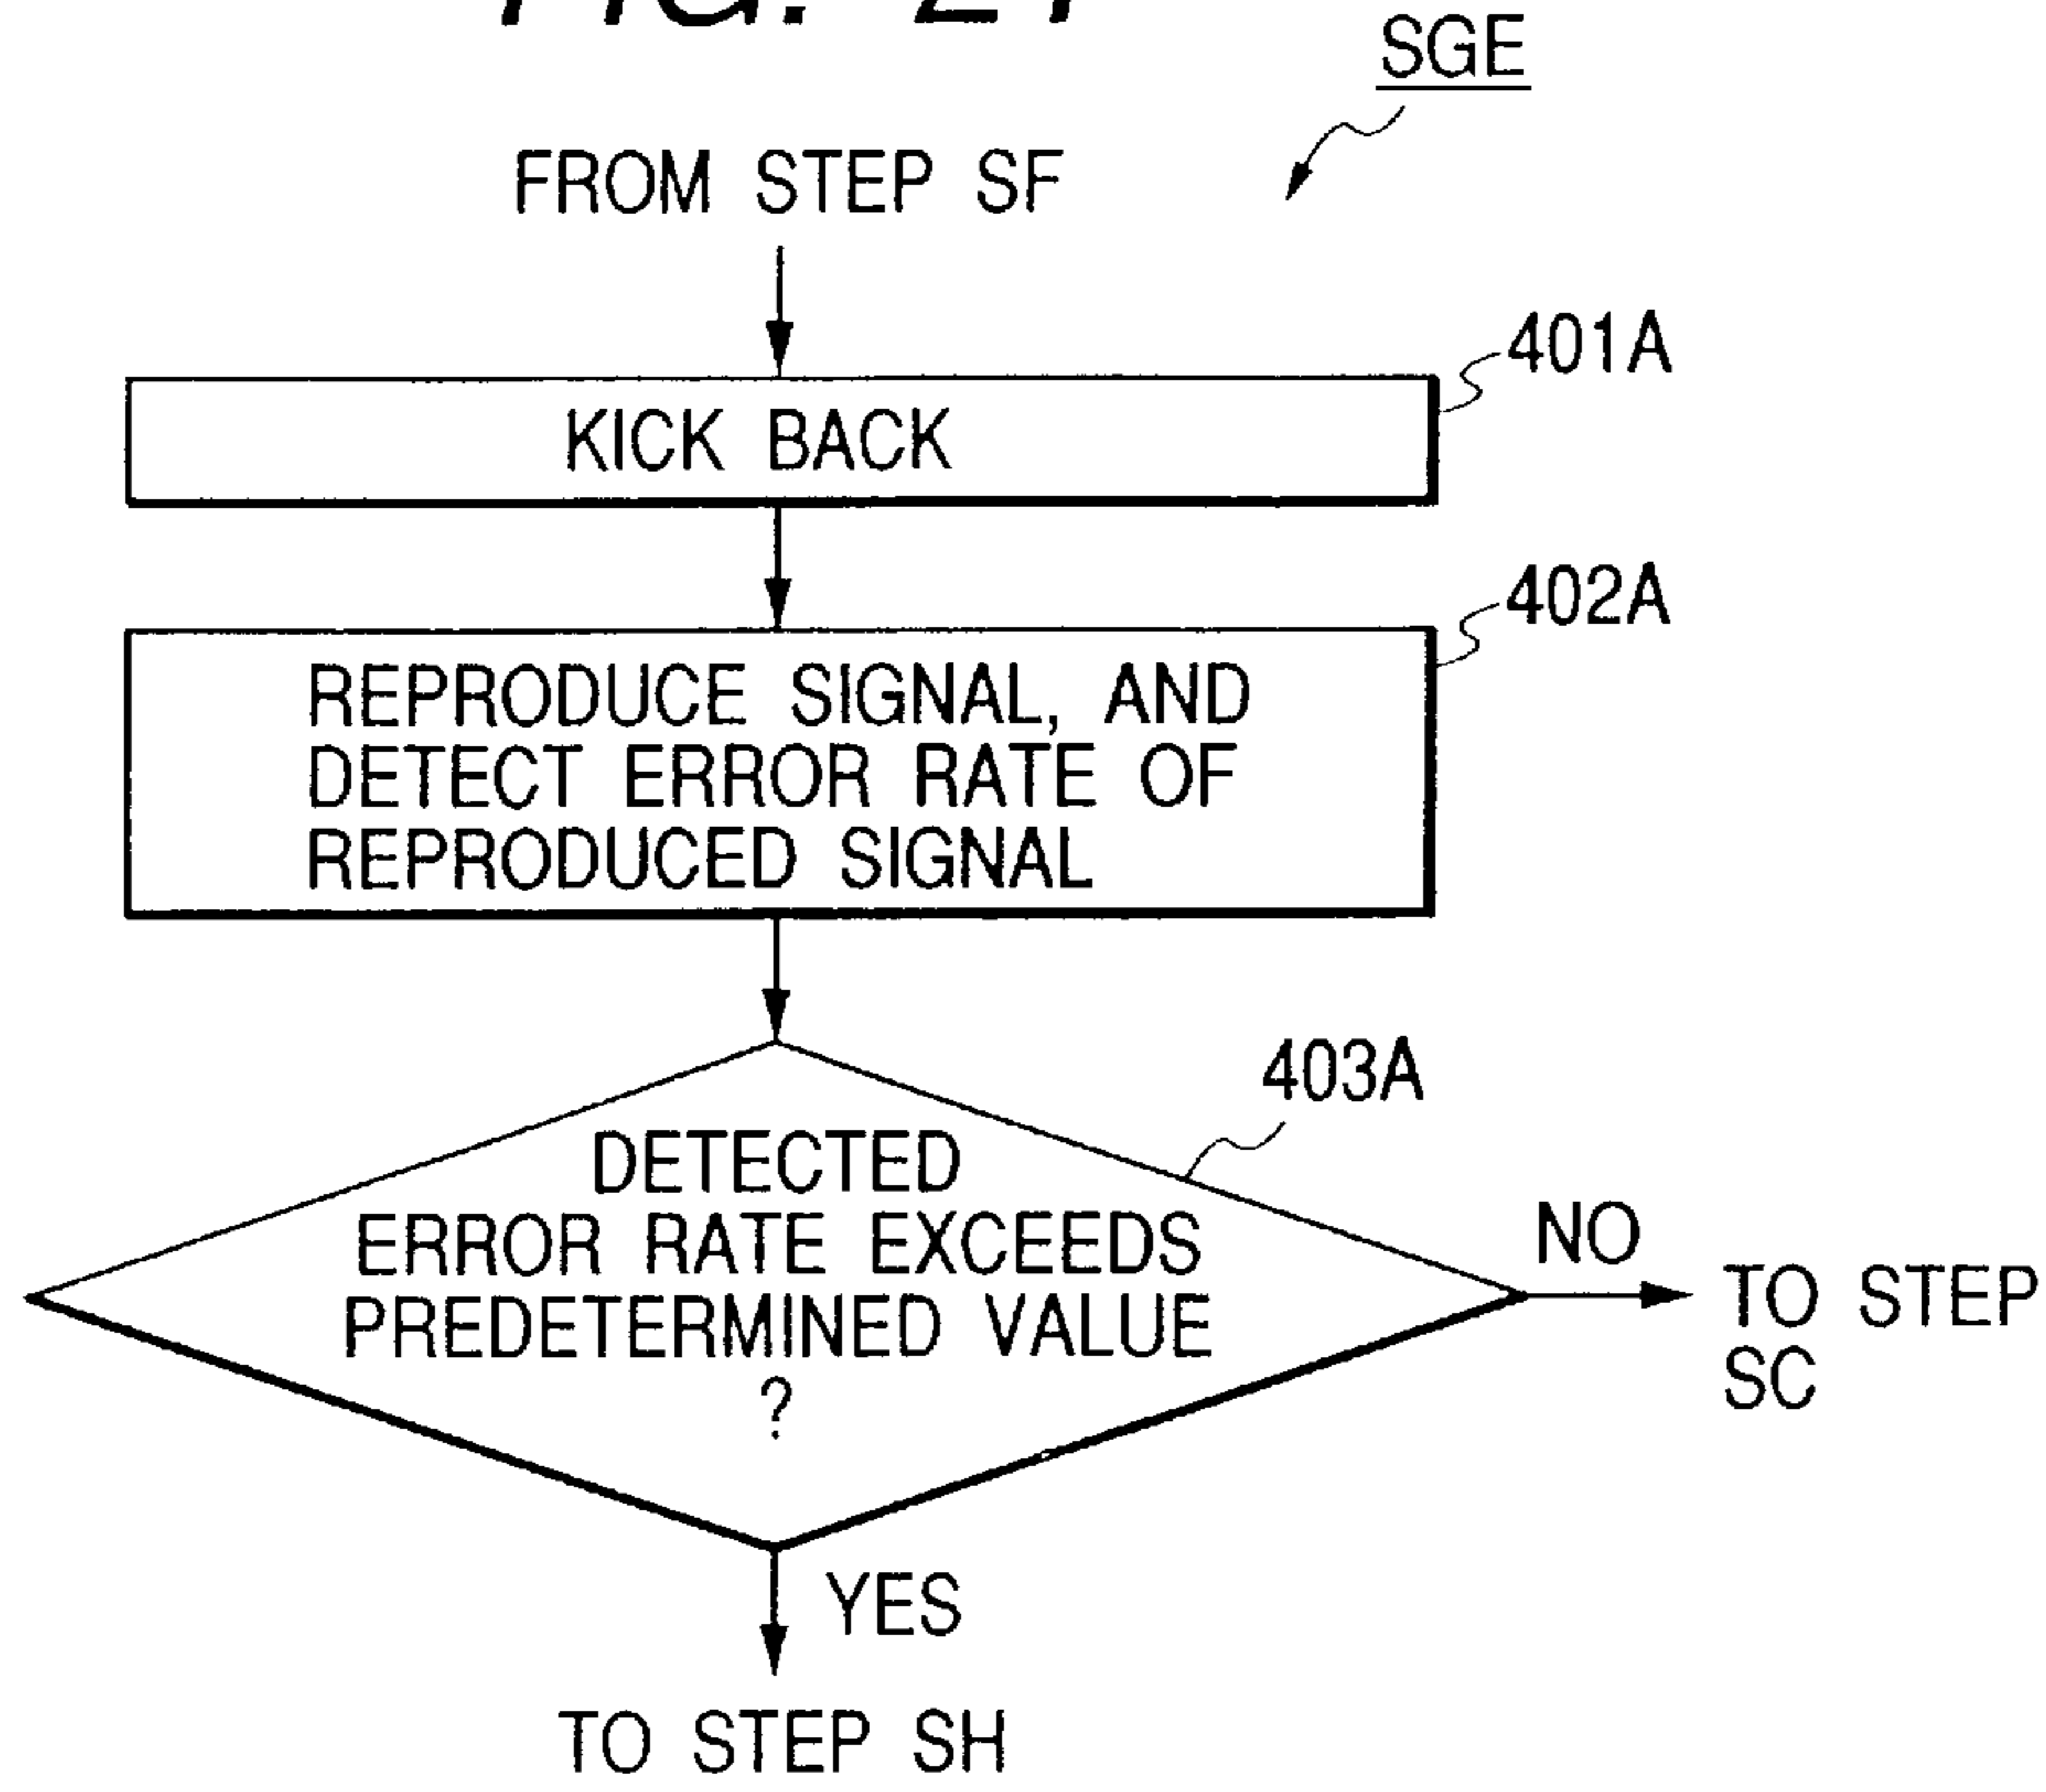 SGE
FROM STEP SF
401A
KICK BACK
402A
REPRODUCE SIGNAL, AND
DETECT ERROR RATE OF
REPRODUCED SIGNAL
403A
DETECTED
ERROR RATE EXCEEDS
PREDETERMINED VALUE
?
NO
TO STEP
SC
YES
TO STEP SH